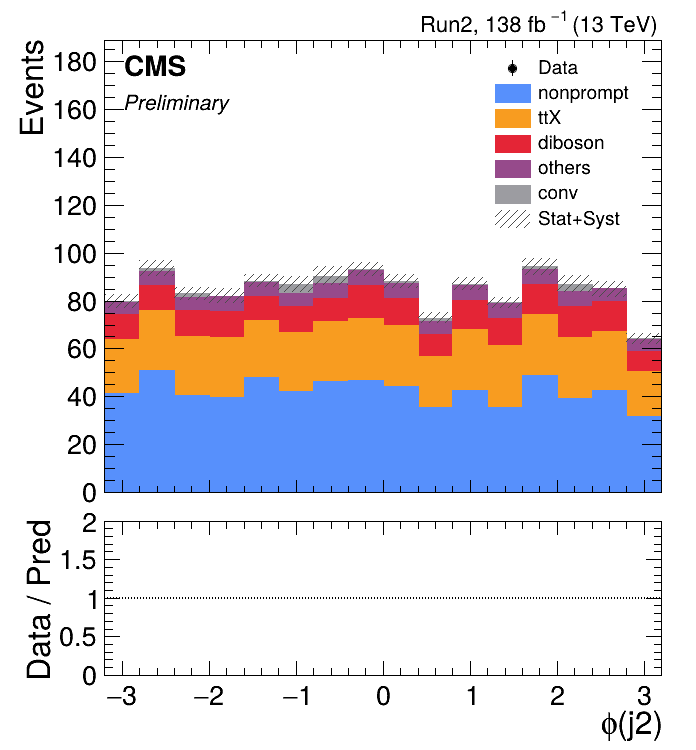 Run2, 138 fb⁻¹ (13 TeV)
CMS
Preliminary
Events
180
160
140
120
100
80
60
40
20
0
Data
nonprompt
ttX
diboson
others
conv
Stat+Syst
Data / Pred
2
1.5
1
0.5
0
−3 −2 −1 0 1 2 3
ϕ(j2)